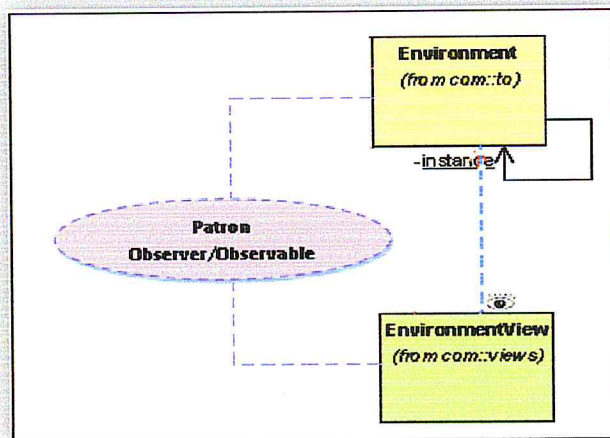 Environment
(from com::to)
-instance
Patron
Observer/Observable
EnvironmentView
(from com::views)